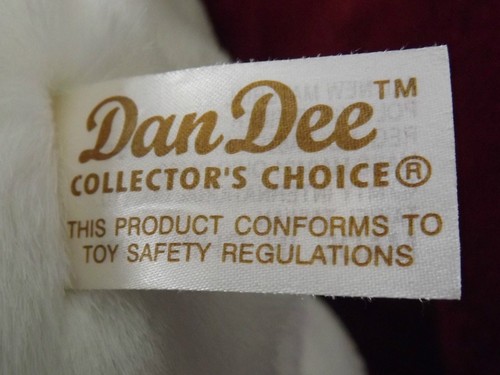 Dan Dee™
COLLECTOR'S CHOICE®
THIS PRODUCT CONFORMS TO
TOY SAFETY REGULATIONS